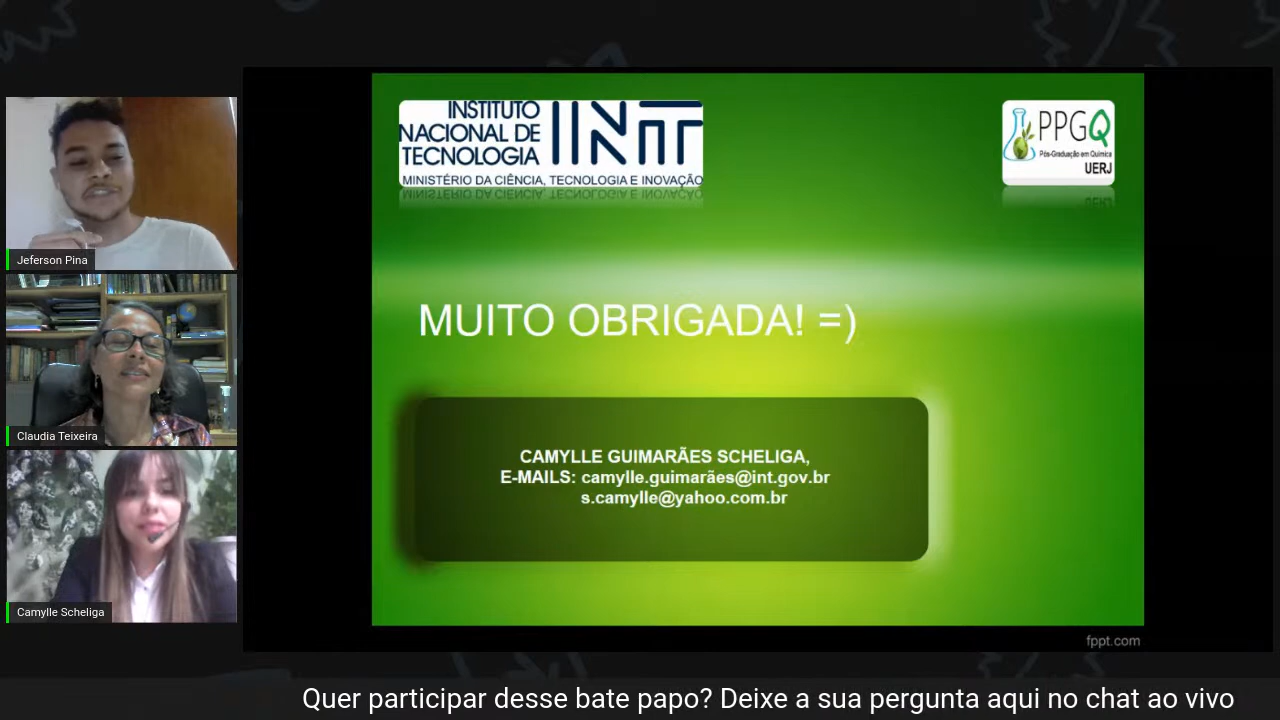 INSTITUTO
NACIONAL DE
TECNOLOGIA
INT
MINISTÉRIO DA CIÊNCIA, TECNOLOGIA E INOVAÇÃO
PPGQ
Pós-Graduação em Química
UERJ
Jeferson Pina
MUITO OBRIGADA! =)
Claudia Teixeira
CAMYLLE GUIMARÃES SCHELIGA,
E-MAILS: camylle.guimarães@int.gov.br
s.camylle@yahoo.com.br
Camylle Scheliga
fppt.com
Quer participar desse bate papo? Deixe a sua pergunta aqui no chat ao vivo